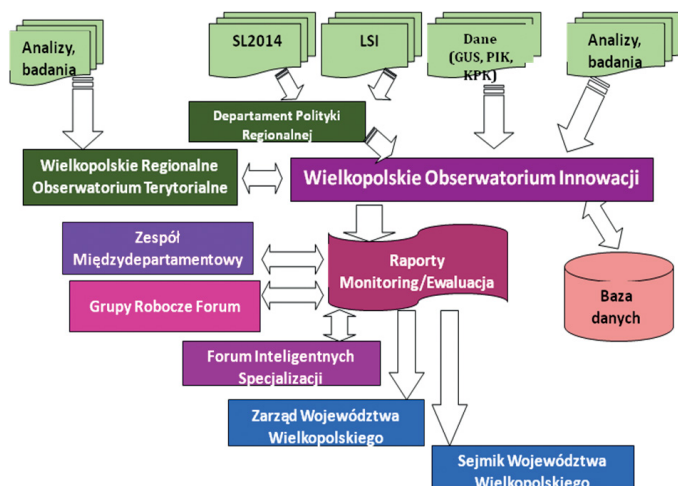 Analizy,
badania
SL2014
LSI
Dane
(GUS, PIK,
KPK)
Analizy,
badania
Departament Polityki
Regionalnej
Wielkopolskie Regionalne
Obserwatorium Terytorialne
Wielkopolskie Obserwatorium Innowacji
Zespół
Międzydepartamentowy
Raporty
Monitoring/Ewaluacja
Grupy Robocze Forum
Baza
danych
Forum Inteligentnych
Specjalizacji
Zarząd Województwa
Wielkopolskiego
Sejmik Województwa
Wielkopolskiego